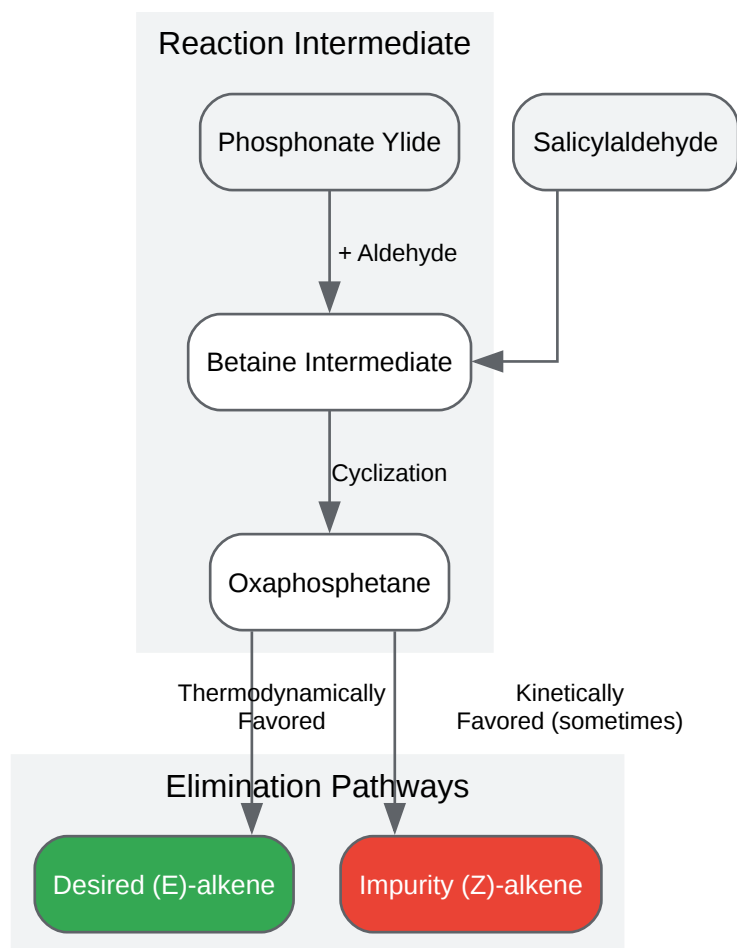 Reaction Intermediate
Phosphonate Ylide
Salicylaldehyde
+ Aldehyde
Betaine Intermediate
Cyclization
Oxaphosphetane
Thermodynamically
Favored
Kinetically
Favored (sometimes)
Elimination Pathways
Desired (E)-alkene
Impurity (Z)-alkene